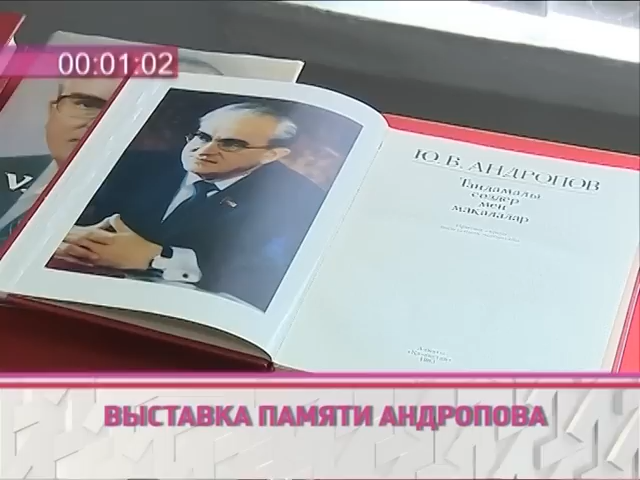 00:01:02
Ю. В. АНДРОПОВ
Таңдамалы
сөздер
мен
мақалалар
ВЫСТАВКА ПАМЯТИ АНДРОПОВА